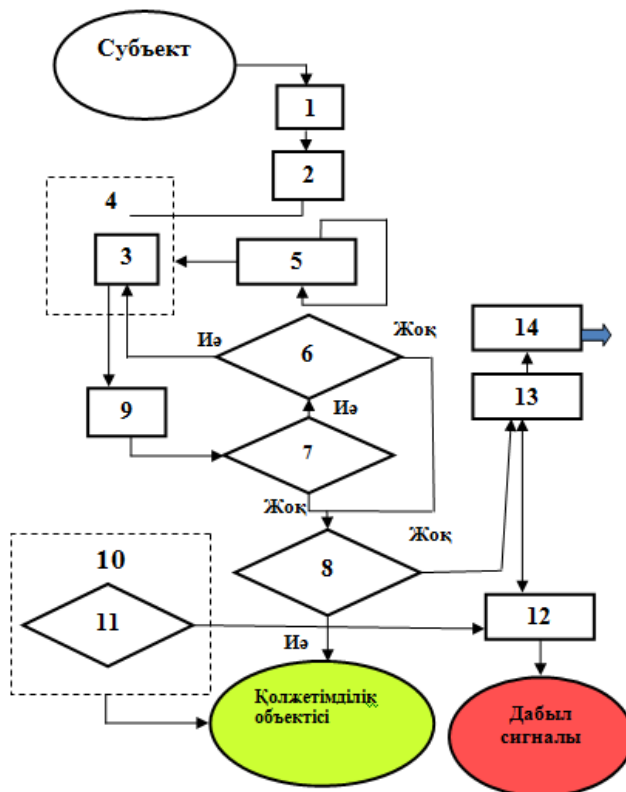 Субъект
1
2
4
3
5
14
6
Иә
Жоқ
13
9
Иә
7
Жоқ
Жоқ
10
8
11
12
Иә
Қолжетімділік
объектісі
Дабыл
сигналы